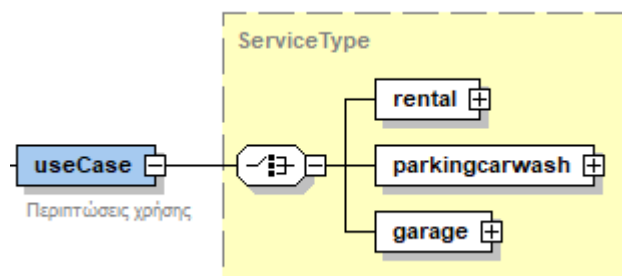 ServiceType
rental
useCase
parkingcarwash
Περιπτώσεις χρήσης
garage